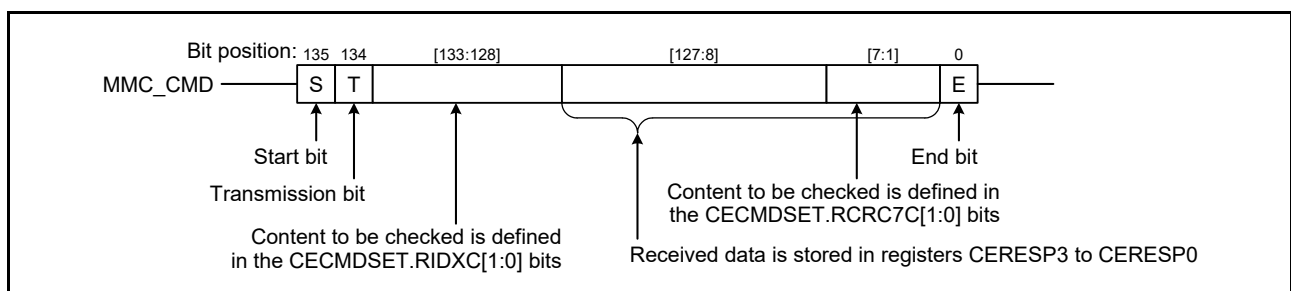 Bit position: 135 134 [133:128] [127:8] [7:1] 0
MMC_CMD S T E
Start bit
End bit
Transmission bit
Content to be checked is defined in
the CECMDSET.RCRC7C[1:0] bits
Content to be checked is defined
in the CECMDSET.RIDXC[1:0] bits
Received data is stored in registers CERESP3 to CERESP0